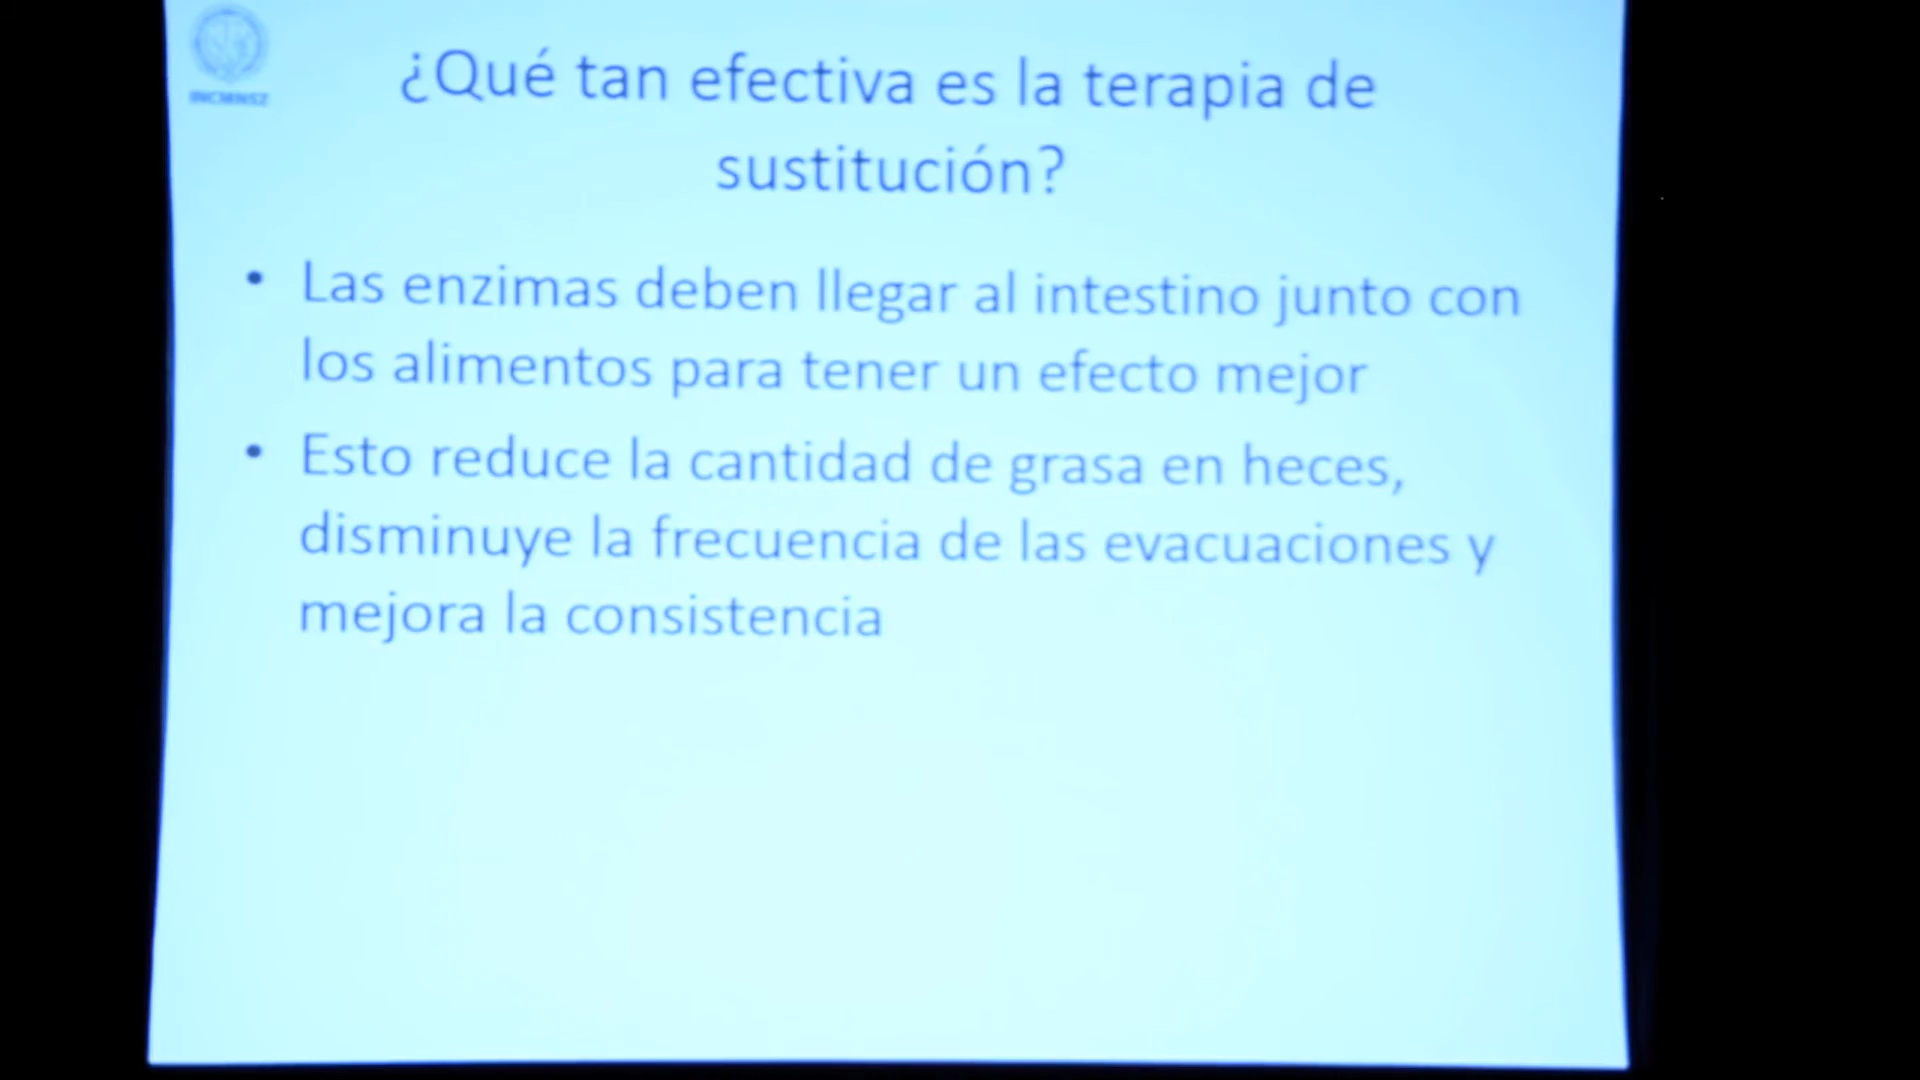 INCMNSZ
¿Qué tan efectiva es la terapia de
sustitución?
• Las enzimas deben llegar al intestino junto con
los alimentos para tener un efecto mejor
• Esto reduce la cantidad de grasa en heces,
disminuye la frecuencia de las evacuaciones y
mejora la consistencia